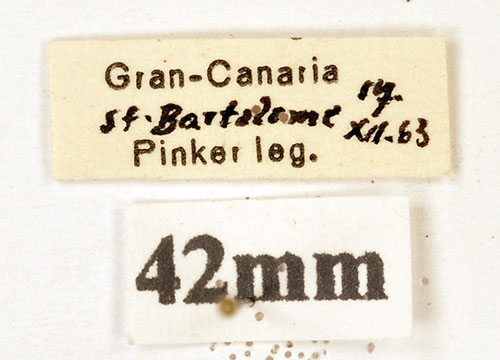 Gran-Canaria
St. Bartolome
XII.63
Pinker leg.
42mm